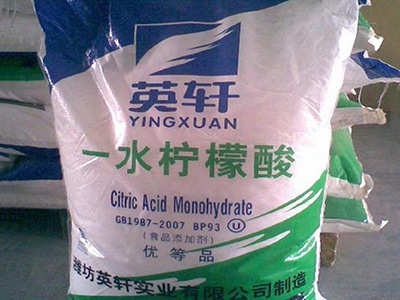 英轩
YINGXUAN
一水柠檬酸
Citric Acid Monohydrate
GB1987-2007 BP93 U
(食品添加剂)
优等品
潍坊英轩实业有限公司制造